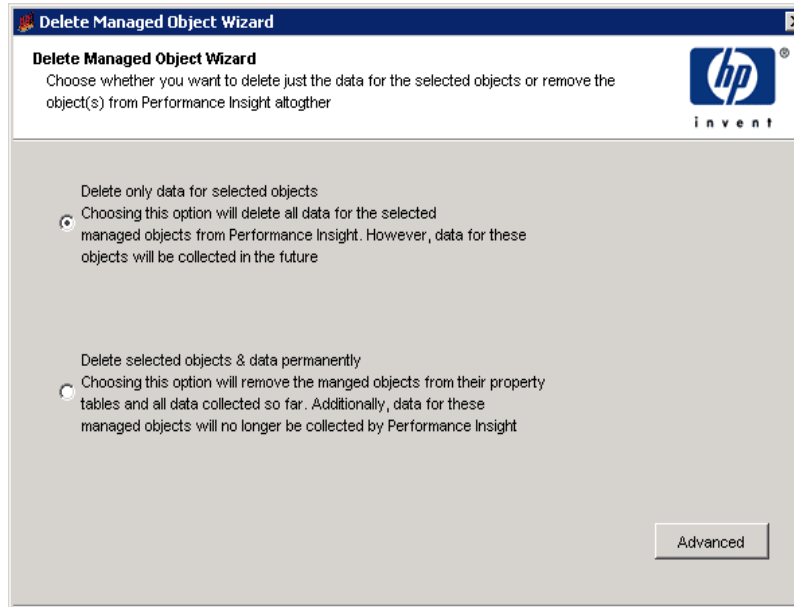 Delete Managed Object Wizard
Delete Managed Object Wizard
Choose whether you want to delete just the data for the selected objects or remove the
object(s) from Performance Insight altogther
hp
®
invent
Delete only data for selected objects
Choosing this option will delete all data for the selected
managed objects from Performance Insight. However, data for these
objects will be collected in the future
Delete selected objects & data permanently
Choosing this option will remove the manged objects from their property
tables and all data collected so far. Additionally, data for these
managed objects will no longer be collected by Performance Insight
Advanced